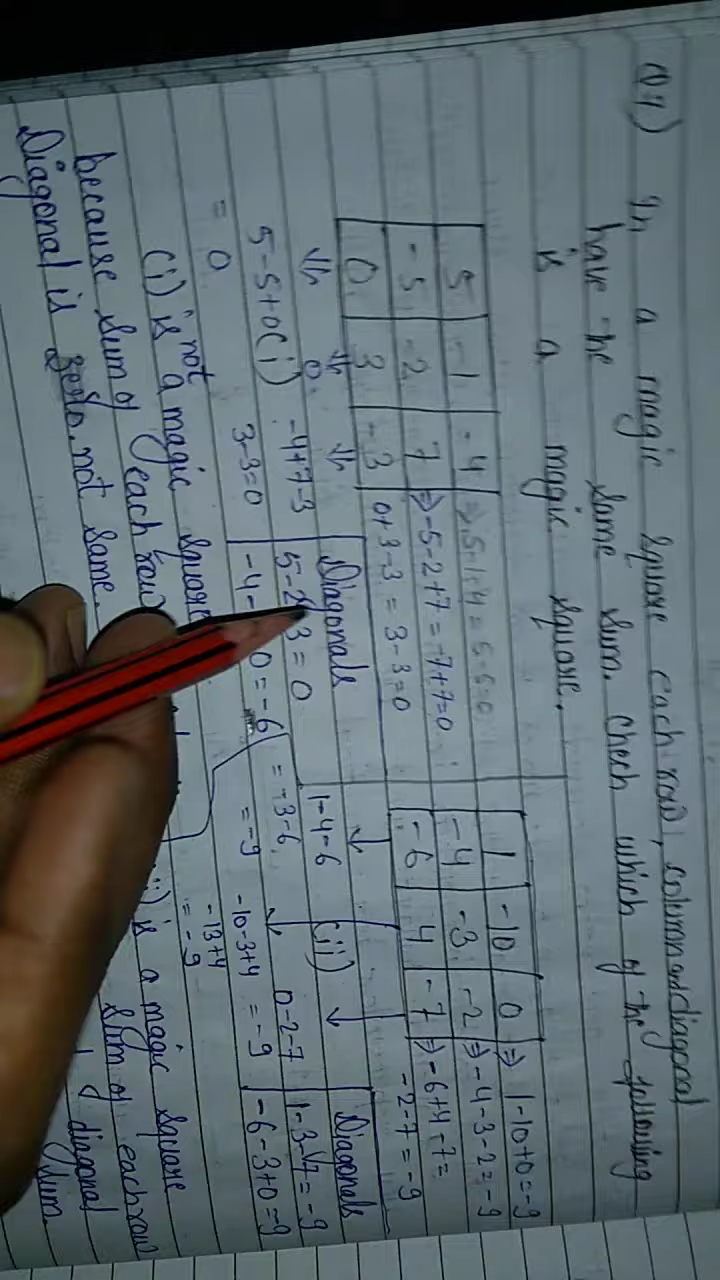 Q7) In a magic square each row, column and diagonal
have the same sum. Check which of the following
is a magic square.
5 -1 -4 ⇒ 5-1-4 = 5-5=0
-5 -2 7 ⇒ -5-2+7 = -7+7=0
0 3 -3 0+3-3 = 3-3=0
0
5-5+0 (i) -4+7-3
= 0 3-3=0
Diagonals
5-2 3 = 0
-4- 0 = -6
(i) is not a magic square
because sum of each row
Diagonal is zero. not same.
1 -10 0 ⇒ 1-10+0=-9
-4 -3 -2 ⇒ -4-3-2=-9
-6 4 -7 ⇒ -6+4-7=
-2-7=-9
1-4-6 (ii)
= -3-6
= -9
-10-3+4
-13+4
= -9
0-2-7
= -9
Diagonals
1-3-7=-9
-6-3+0=-9
is a magic square
sum of each row
diagonal
sum.